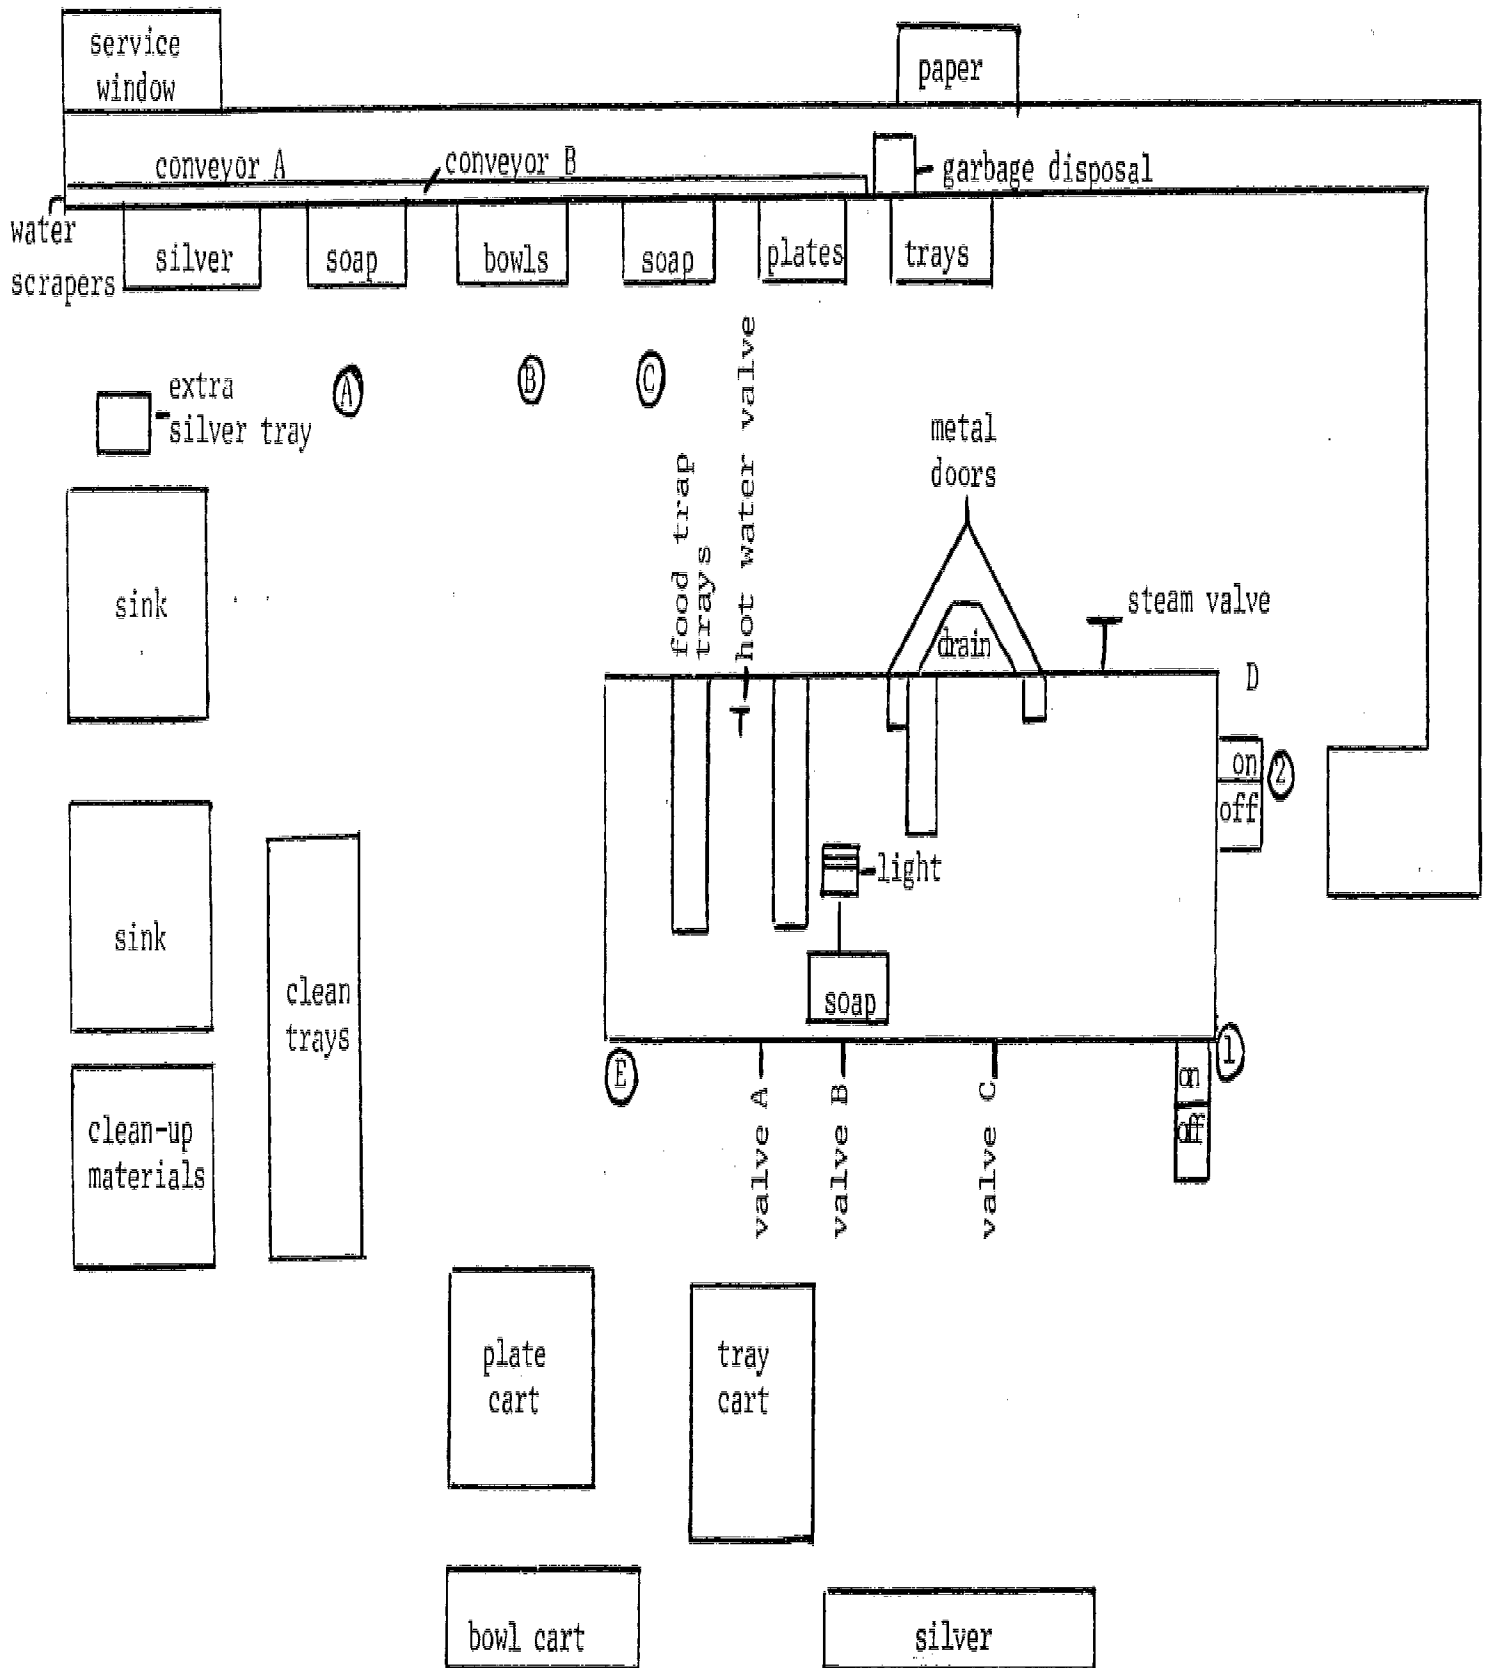 service
window
paper
conveyor A
conveyor B
garbage disposal
water
scrapers
silver
soap
bowls
soap
plates
trays
A
B
C
extra
silver tray
food trap
trays
hot water valve
metal
doors
sink
drain
steam valve
D
on
off
2
light
sink
clean
trays
soap
E
1
on
off
valve A
valve B
valve C
clean-up
materials
plate
cart
tray
cart
bowl cart
silver